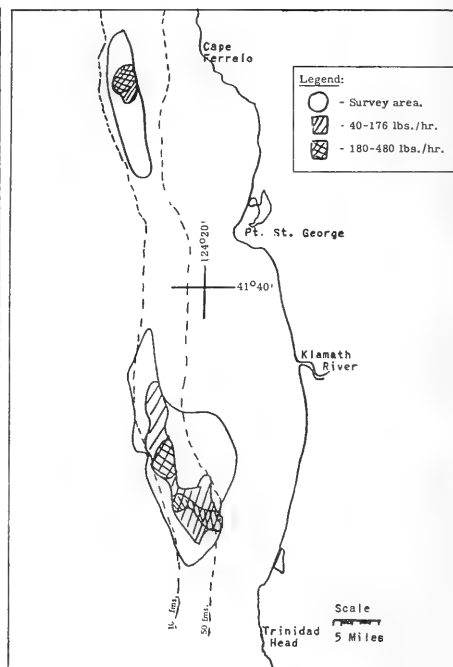 Cape
Ferrelo
Legend:
- Survey area.
- 40-176 lbs./hr.
- 180-480 lbs./hr.
Pt. St. George
124°20'
41°40'
Klamath
River
fms.
50 fms.
Scale
5 Miles
Trinidad
Head